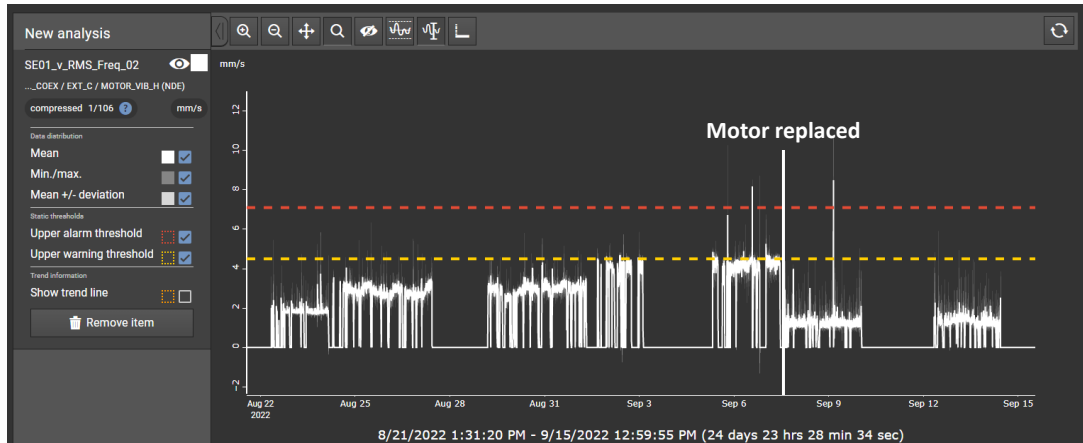 New analysis
SE01_v_RMS_Freq_02
..._COEX / EXT_C / MOTOR_VIB_H (NDE)
compressed 1/106 ?
mm/s
Data distribution
Mean
Min./max.
Mean +/- deviation
Static thresholds
Upper alarm threshold
Upper warning threshold
Trend information
Show trend line
Remove item
mm/s
12
10
8
6
4
2
0
-2
Motor replaced
Aug 22 Aug 25 Aug 28 Aug 31 Sep 3 Sep 6 Sep 9 Sep 12 Sep 15
2022
8/21/2022 1:31:20 PM - 9/15/2022 12:59:55 PM (24 days 23 hrs 28 min 34 sec)